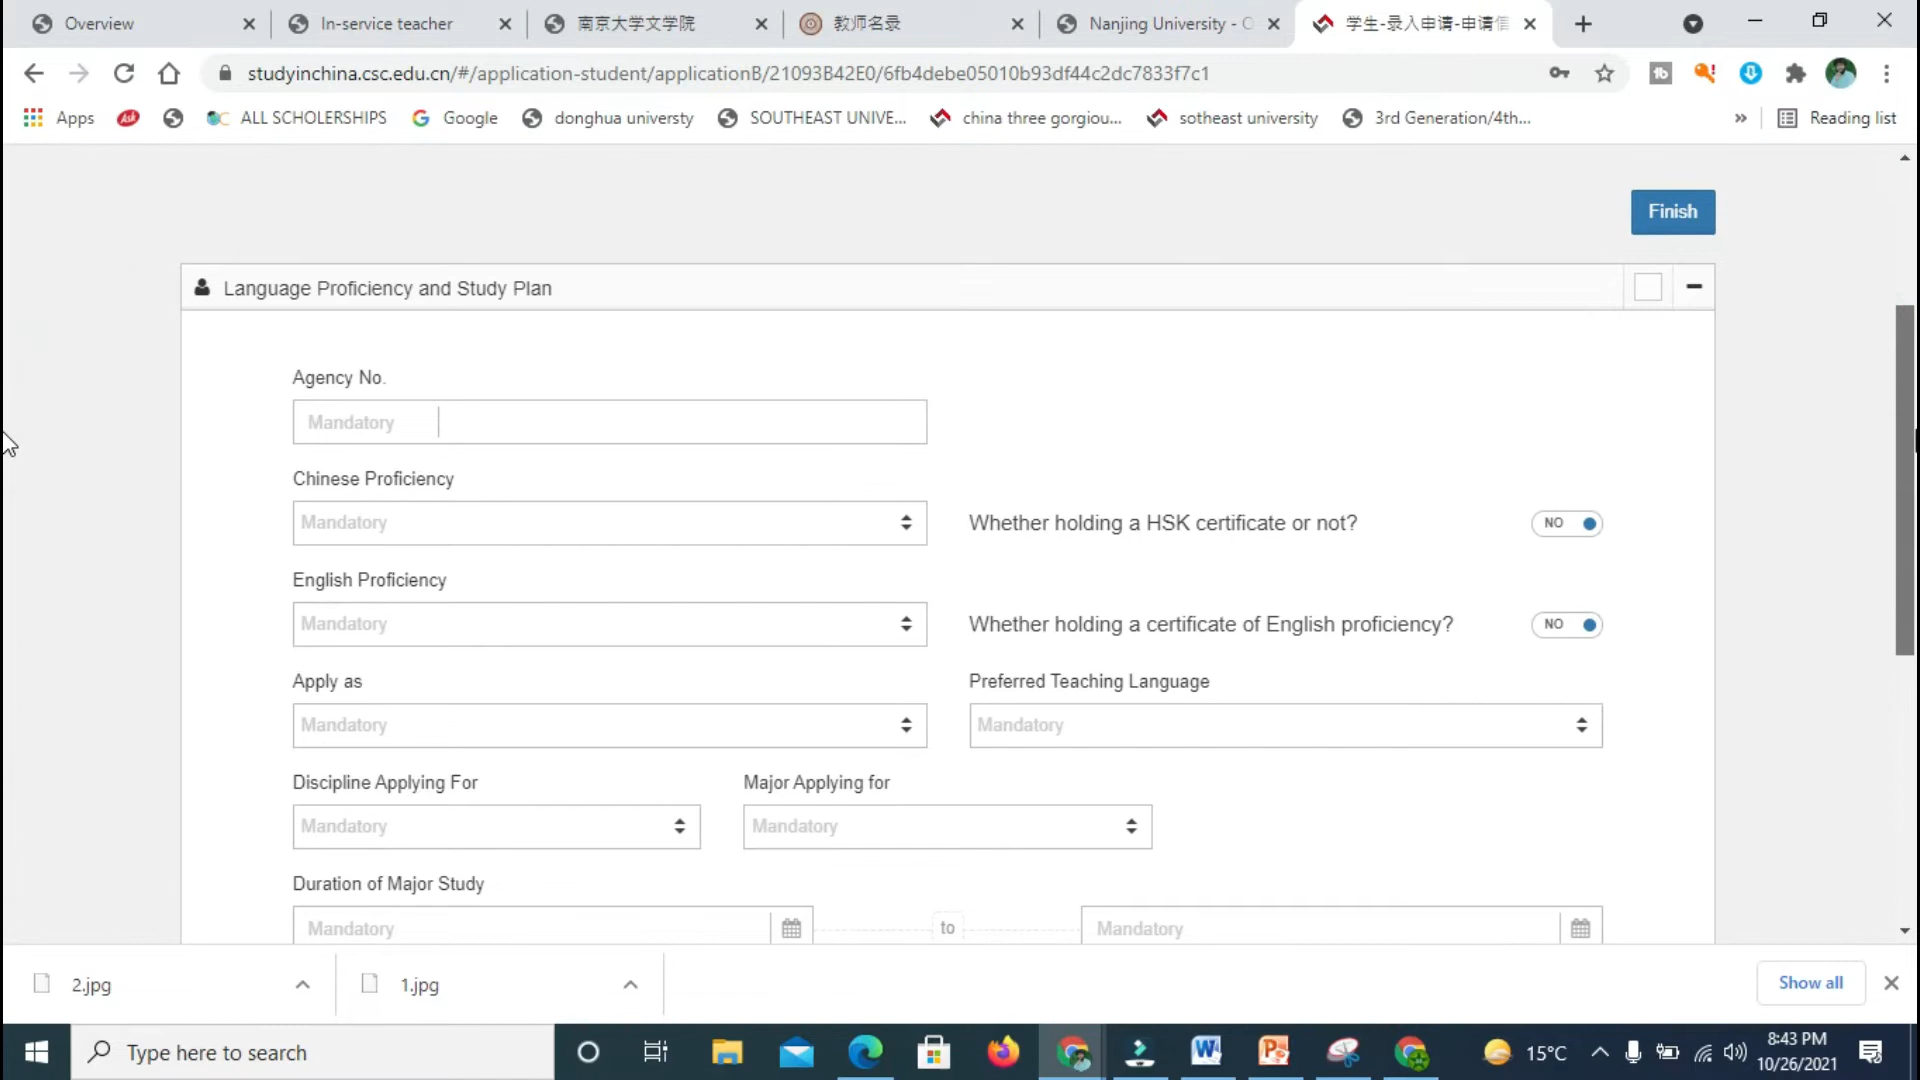 Overview
In-service teacher
南京大学文学院
教师名录
Nanjing University - O
学生-录入申请-申请信
studyinchina.csc.edu.cn/#/application-student/applicationB/21093B42E0/6fb4debe05010b93df44c2dc7833f7c1
Apps
Ask
ALL SCHOLERSHIPS
Google
donghua universty
SOUTHEAST UNIVE...
china three gorgiou...
sotheast university
3rd Generation/4th...
»
Reading list
Finish
Language Proficiency and Study Plan
Agency No.
Mandatory
Chinese Proficiency
Mandatory
Whether holding a HSK certificate or not?
NO
English Proficiency
Mandatory
Whether holding a certificate of English proficiency?
NO
Apply as
Preferred Teaching Language
Mandatory
Mandatory
Discipline Applying For
Major Applying for
Mandatory
Mandatory
Duration of Major Study
Mandatory
to
Mandatory
2.jpg
1.jpg
Show all
Type here to search
15°C
8:43 PM
10/26/2021